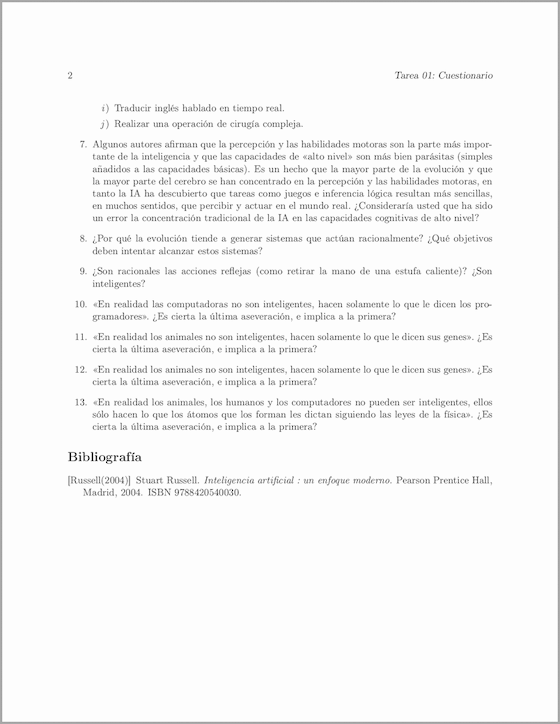 2 Tarea 01: Cuestionario
i) Traducir inglés hablado en tiempo real.
j) Realizar una operación de cirugía compleja.
7. Algunos autores afirman que la percepción y las habilidades motoras son la parte más impor-
tante de la inteligencia y que las capacidades de «alto nivel» son más bien parásitas (simples
añadidos a las capacidades básicas). Es un hecho que la mayor parte de la evolución y que
la mayor parte del cerebro se han concentrado en la percepción y las habilidades motoras, en
tanto la IA ha descubierto que tareas como juegos e inferencia lógica resultan más sencillas,
en muchos sentidos, que percibir y actuar en el mundo real. ¿Consideraría usted que ha sido
un error la concentración tradicional de la IA en las capacidades cognitivas de alto nivel?
8. ¿Por qué la evolución tiende a generar sistemas que actúan racionalmente? ¿Qué objetivos
deben intentar alcanzar estos sistemas?
9. ¿Son racionales las acciones reflejas (como retirar la mano de una estufa caliente)? ¿Son
inteligentes?
10. «En realidad las computadoras no son inteligentes, hacen solamente lo que le dicen los pro-
gramadores». ¿Es cierta la última aseveración, e implica a la primera?
11. «En realidad los animales no son inteligentes, hacen solamente lo que le dicen sus genes». ¿Es
cierta la última aseveración, e implica a la primera?
12. «En realidad los animales no son inteligentes, hacen solamente lo que le dicen sus genes». ¿Es
cierta la última aseveración, e implica a la primera?
13. «En realidad los animales, los humanos y los computadores no pueden ser inteligentes, ellos
sólo hacen lo que los átomos que los forman les dictan siguiendo las leyes de la física». ¿Es
cierta la última aseveración, e implica a la primera?
Bibliografía
[Russell(2004)] Stuart Russell. Inteligencia artificial : un enfoque moderno. Pearson Prentice Hall,
Madrid, 2004. ISBN 9788420540030.